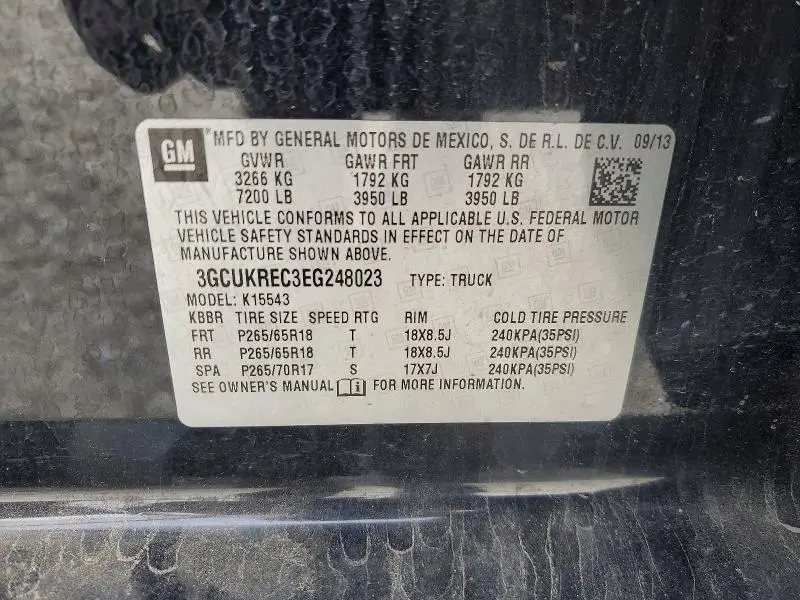 GM
MFD BY GENERAL MOTORS DE MEXICO, S. DE R.L. DE C.V. 09/13
GVWR GAWR FRT GAWR RR
3266 KG 1792 KG 1792 KG
7200 LB 3950 LB 3950 LB
THIS VEHICLE CONFORMS TO ALL APPLICABLE U.S. FEDERAL MOTOR
VEHICLE SAFETY STANDARDS IN EFFECT ON THE DATE OF
MANUFACTURE SHOWN ABOVE.
3GCUKREC3EG248023 TYPE: TRUCK
MODEL: K15543
KBBR TIRE SIZE SPEED RTG RIM COLD TIRE PRESSURE
FRT P265/65R18 T 18X8.5J 240KPA(35PSI)
RR P265/65R18 T 18X8.5J 240KPA(35PSI)
SPA P265/70R17 S 17X7J 240KPA(35PSI)
SEE OWNER'S MANUAL FOR MORE INFORMATION.